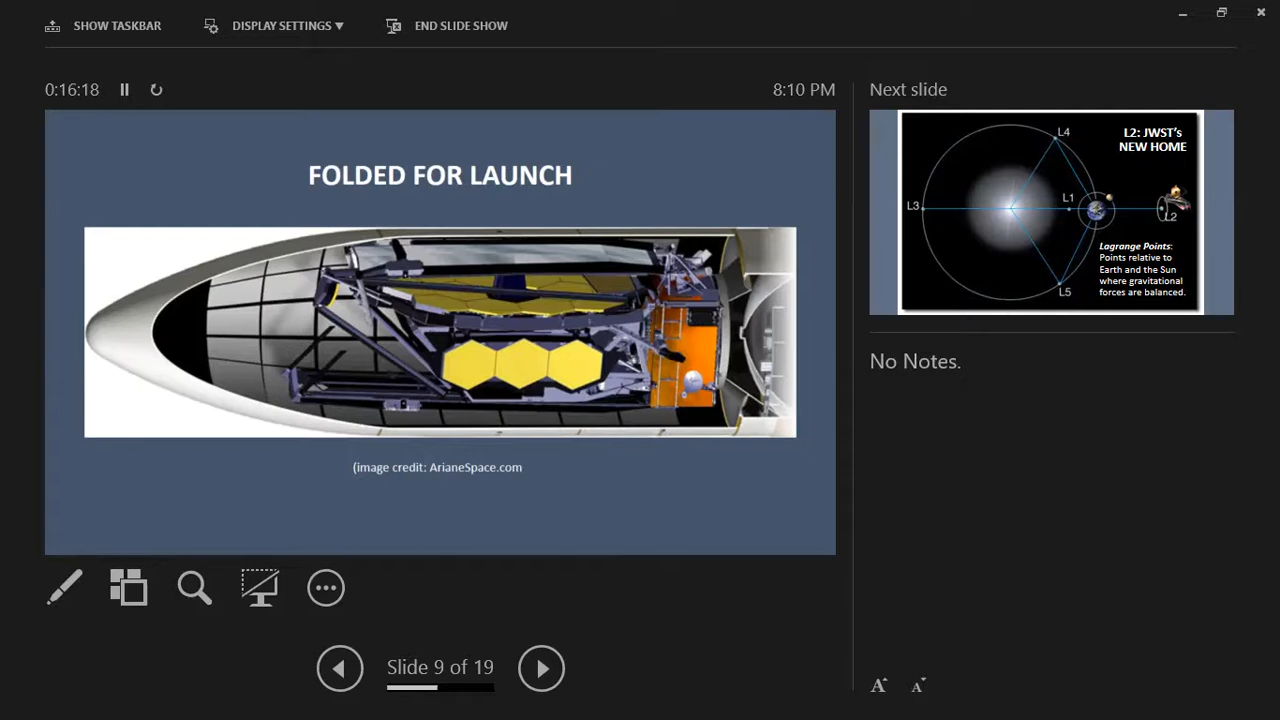 SHOW TASKBAR
DISPLAY SETTINGS ▼
END SLIDE SHOW
0:16:18
8:10 PM
FOLDED FOR LAUNCH
(image credit: ArianeSpace.com
Slide 9 of 19
Next slide
L4
L2: JWST’s
NEW HOME
L3
L1
L2
L5
Lagrange Points:
Points relative to
Earth and the Sun
where gravitational
forces are balanced.
No Notes.
A
A